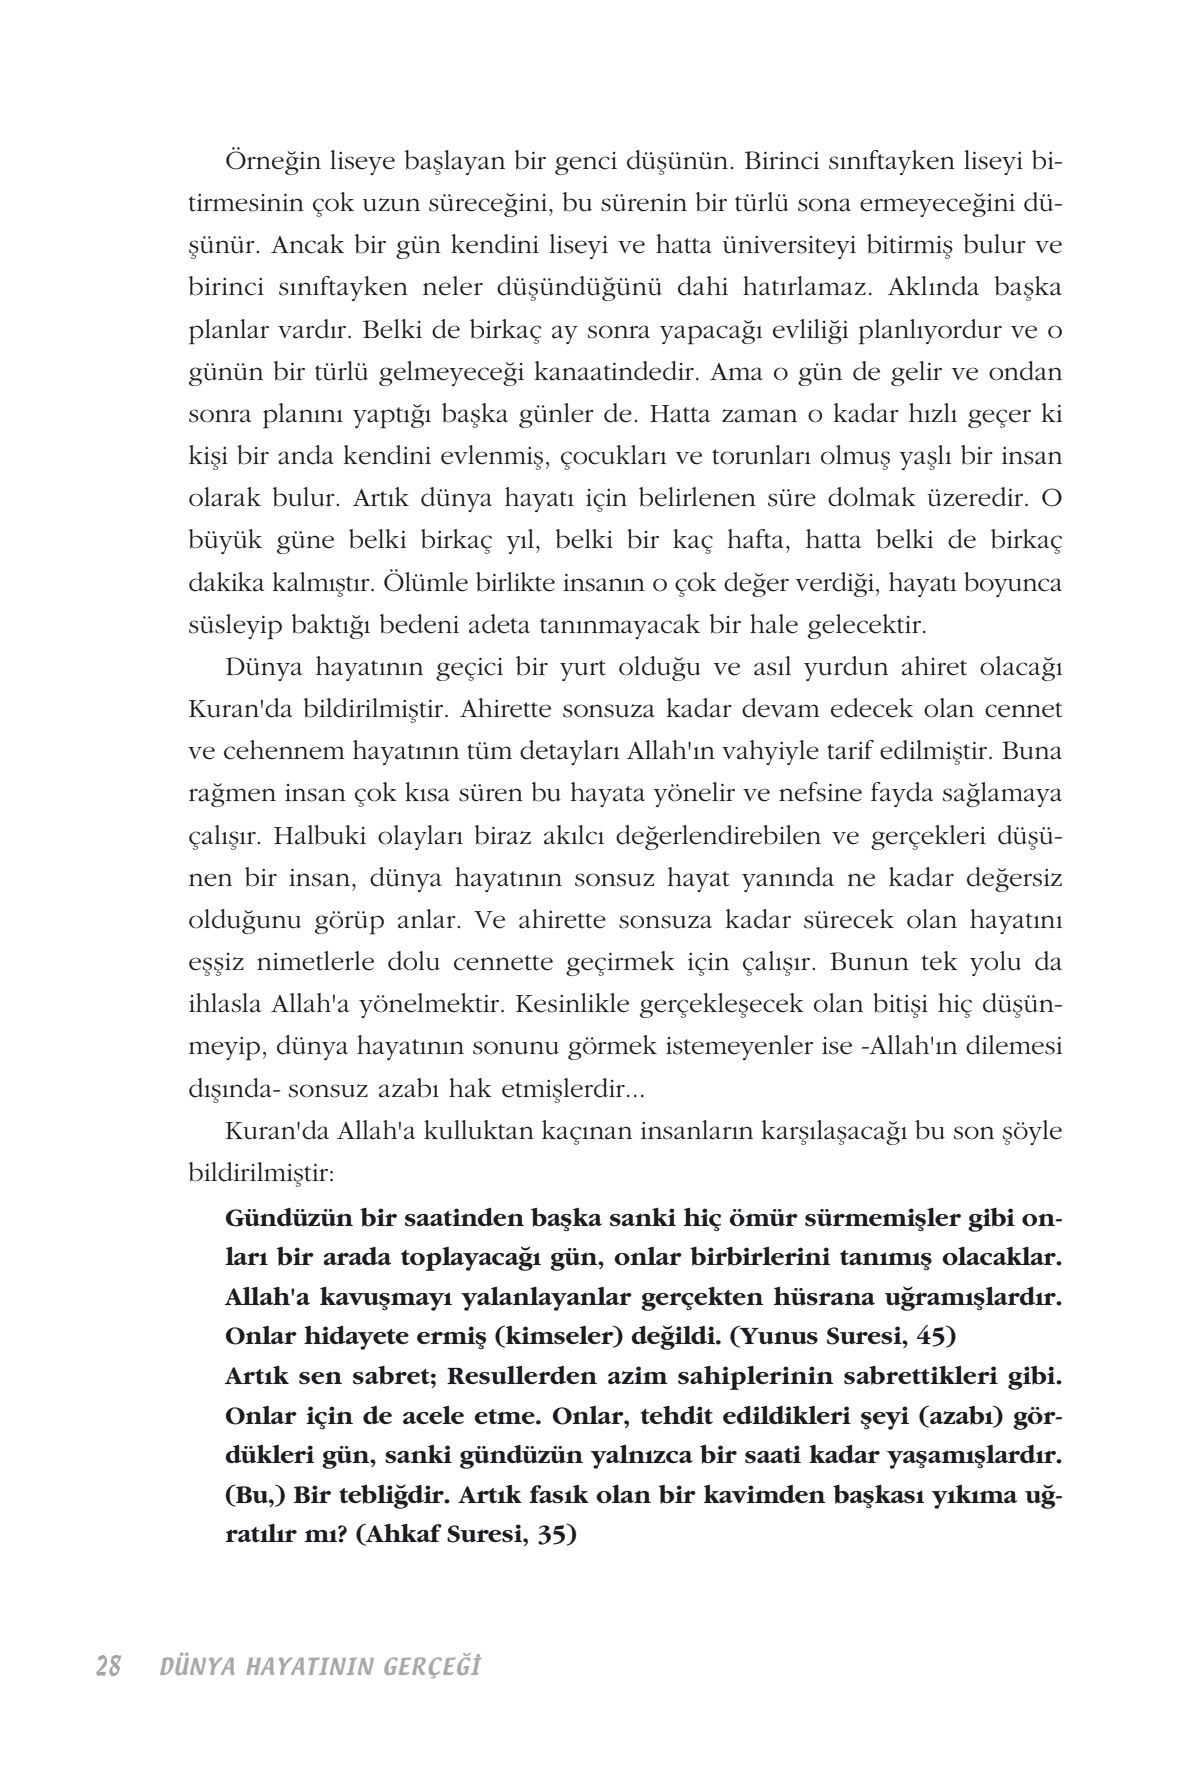 Örneğin liseye başlayan bir genci düşünün. Birinci sınıftayken liseyi bi-
tirmesinin çok uzun süreceğini, bu sürenin bir türlü sona ermeyeceğini dü-
şünür. Ancak bir gün kendini liseyi ve hatta üniversiteyi bitirmiş bulur ve
birinci sınıftayken neler düşündüğünü dahi hatırlamaz. Aklında başka
planlar vardır. Belki de birkaç ay sonra yapacağı evliliği planlıyordur ve o
günün bir türlü gelmeyeceği kanaatindedir. Ama o gün de gelir ve ondan
sonra planını yaptığı başka günler de. Hatta zaman o kadar hızlı geçer ki
kişi bir anda kendini evlenmiş, çocukları ve torunları olmuş yaşlı bir insan
olarak bulur. Artık dünya hayatı için belirlenen süre dolmak üzeredir. O
büyük güne belki birkaç yıl, belki bir kaç hafta, hatta belki de birkaç
dakika kalmıştır. Ölümle birlikte insanın o çok değer verdiği, hayatı boyunca
süsleyip baktığı bedeni adeta tanınmayacak bir hale gelecektir.
Dünya hayatının geçici bir yurt olduğu ve asıl yurdun ahiret olacağı
Kuran'da bildirilmiştir. Ahirette sonsuza kadar devam edecek olan cennet
ve cehennem hayatının tüm detayları Allah'ın vahyiyle tarif edilmiştir. Buna
rağmen insan çok kısa süren bu hayata yönelir ve nefsine fayda sağlamaya
çalışır. Halbuki olayları biraz akılcı değerlendirebilen ve gerçekleri düşü-
nen bir insan, dünya hayatının sonsuz hayat yanında ne kadar değersiz
olduğunu görüp anlar. Ve ahirette sonsuza kadar sürecek olan hayatını
eşşiz nimetlerle dolu cennette geçirmek için çalışır. Bunun tek yolu da
ihlasla Allah'a yönelmektir. Kesinlikle gerçekleşecek olan bitişi hiç düşün-
meyip, dünya hayatının sonunu görmek istemeyenler ise -Allah'ın dilemesi
dışında- sonsuz azabı hak etmişlerdir...
Kuran'da Allah'a kulluktan kaçınan insanların karşılaşacağı bu son şöyle
bildirilmiştir:
Gündüzün bir saatinden başka sanki hiç ömür sürmemişler gibi on-
ları bir arada toplayacağı gün, onlar birbirlerini tanımış olacaklar.
Allah'a kavuşmayı yalanlayanlar gerçekten hüsrana uğramışlardır.
Onlar hidayete ermiş (kimseler) değildi. (Yunus Suresi, 45)
Artık sen sabret; Resullerden azim sahiplerinin sabrettikleri gibi.
Onlar için de acele etme. Onlar, tehdit edildikleri şeyi (azabı) gör-
dükleri gün, sanki gündüzün yalnızca bir saati kadar yaşamışlardır.
(Bu,) Bir tebliğdir. Artık fasık olan bir kavimden başkası yıkıma uğ-
ratılır mı? (Ahkaf Suresi, 35)
28 DÜNYA HAYATININ GERÇEĞİ